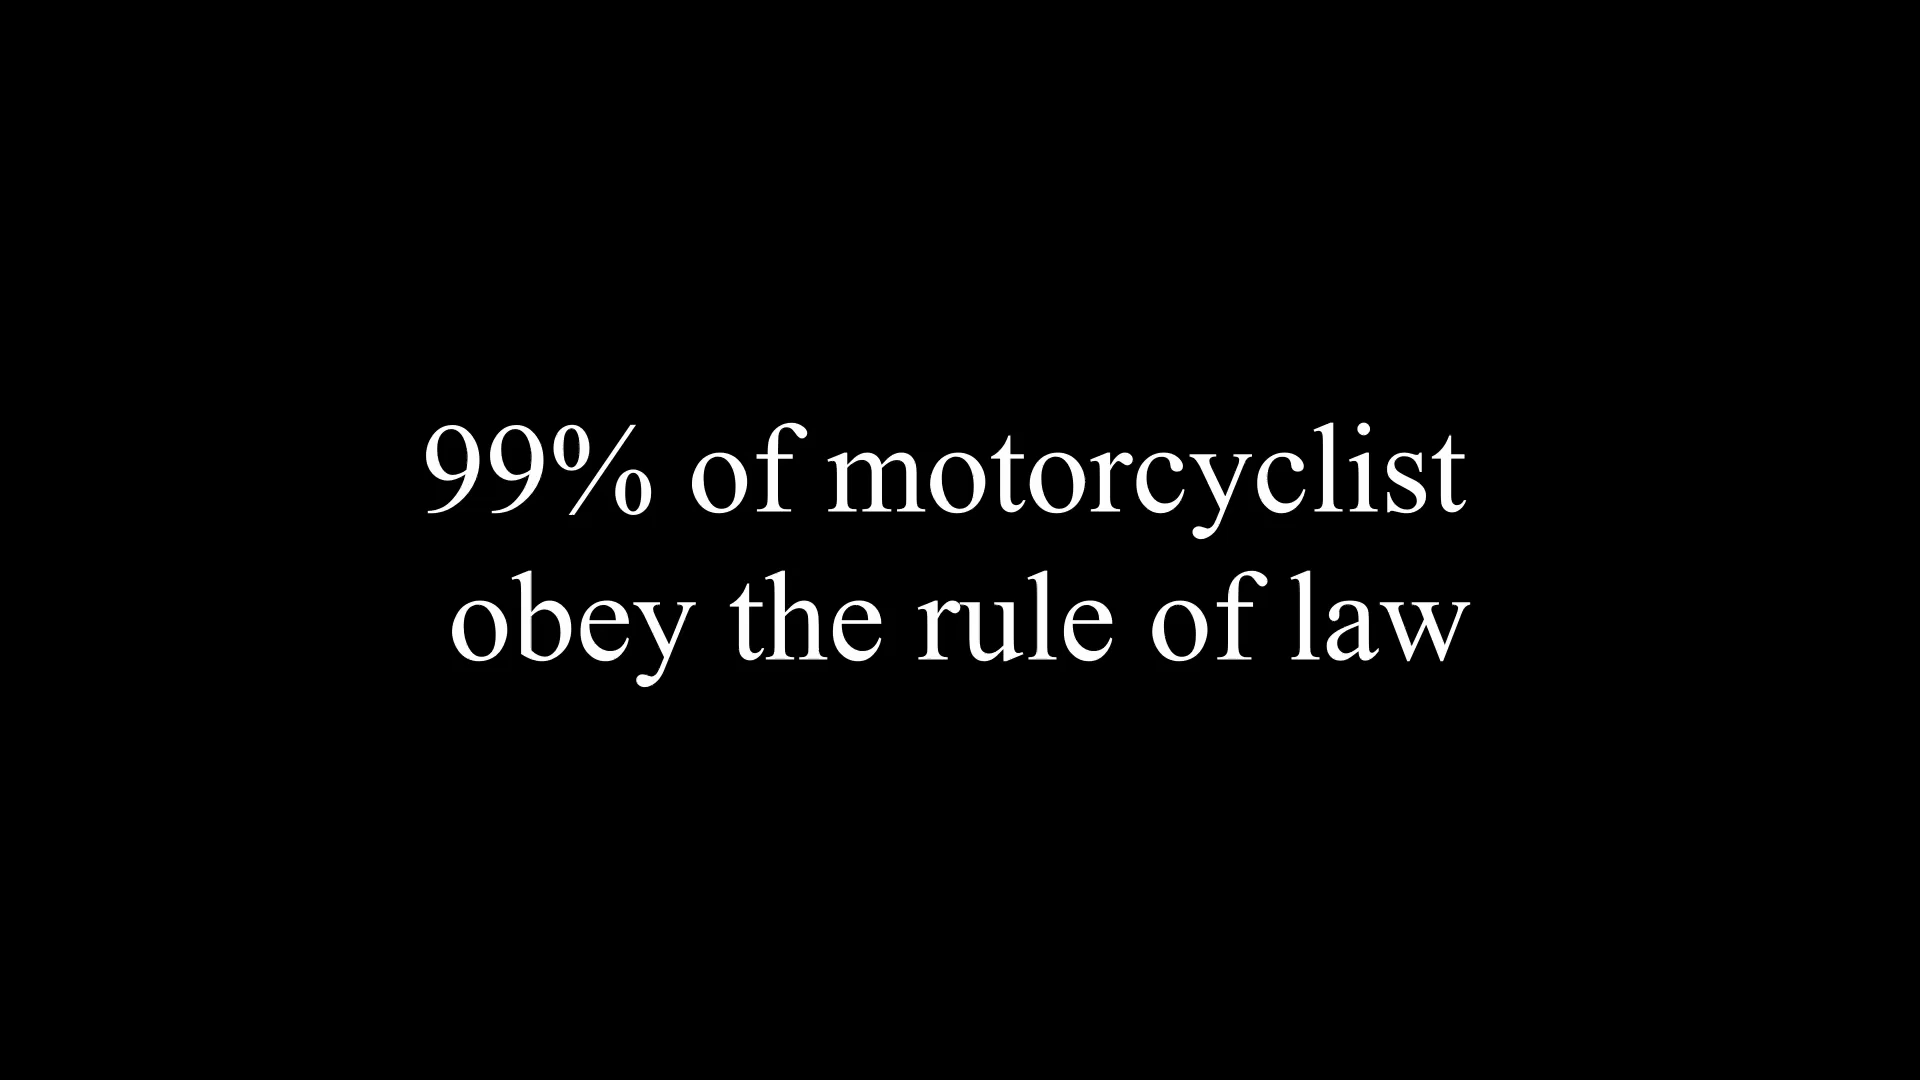 99% of motorcyclist
obey the rule of law